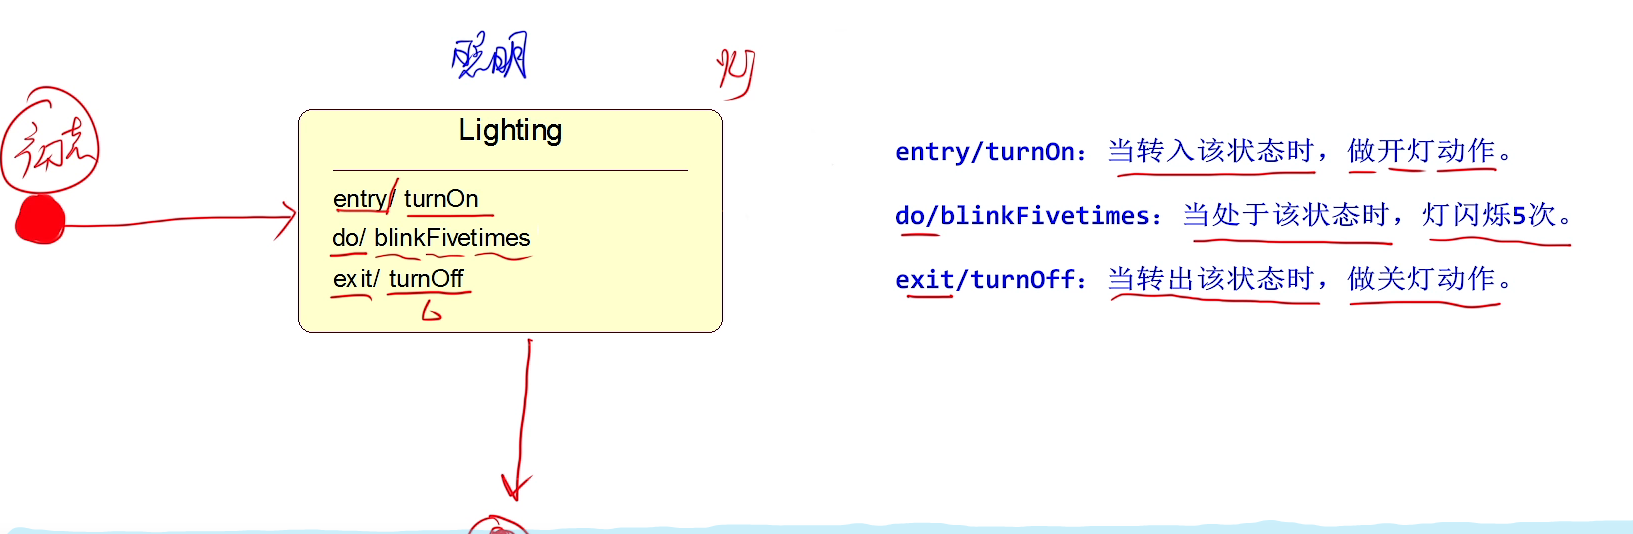 照明
灯
初态
Lighting
entry/ turnOn
do/ blinkFivetimes
exit/ turnOff
entry/turnOn：当转入该状态时，做开灯动作。
do/blinkFivetimes：当处于该状态时，灯闪烁5次。
exit/turnOff：当转出该状态时，做关灯动作。